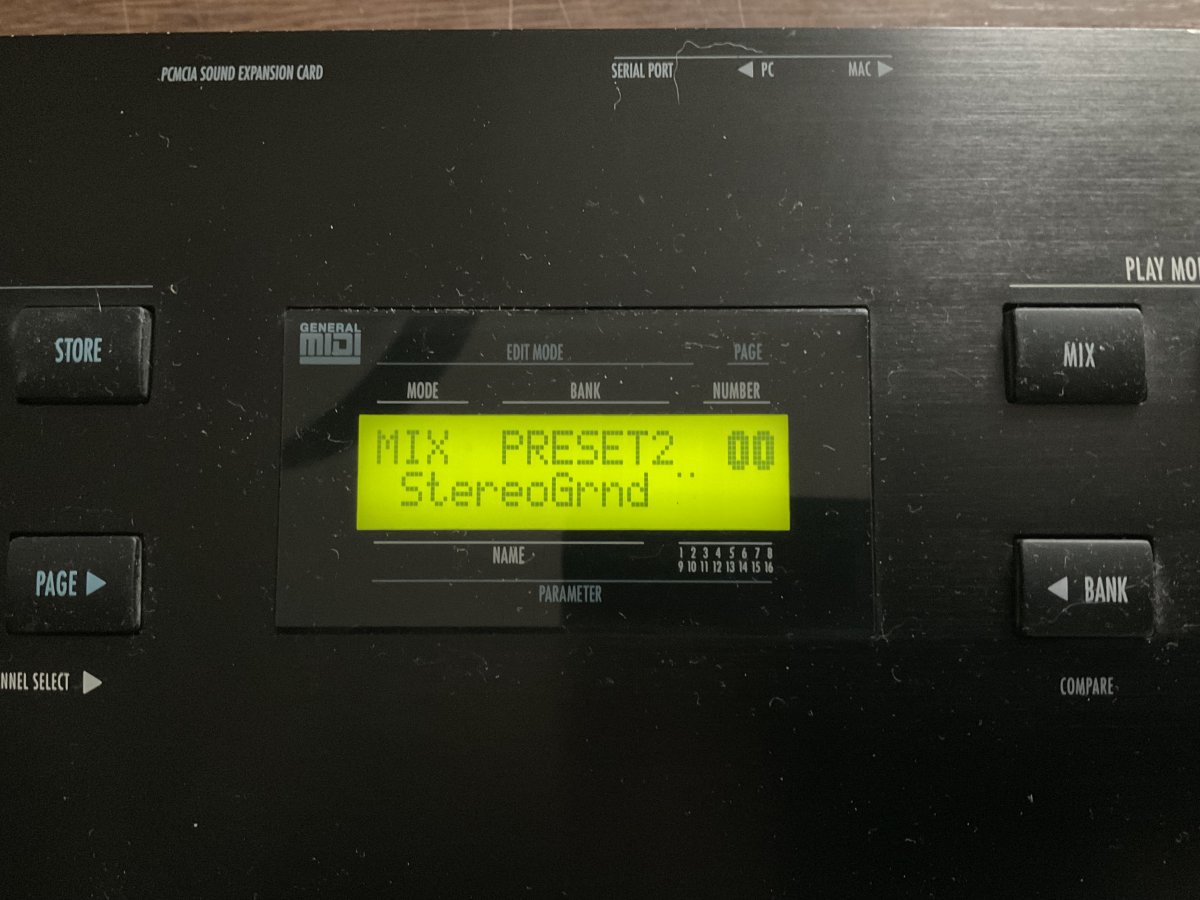 PCMCIA SOUND EXPANSION CARD
SERIAL PORT ◀ PC MAC ▶
PLAY
STORE
GENERAL
MIDI
EDIT MODE PAGE
MODE BANK NUMBER
MIX
MIX PRESET2 00
StereoGrnd ¨
NAME
1 2 3 4 5 6 7 8
9 10 11 12 13 14 15 16
PARAMETER
PAGE ▶
◀ BANK
SELECT ▶
COMPARE